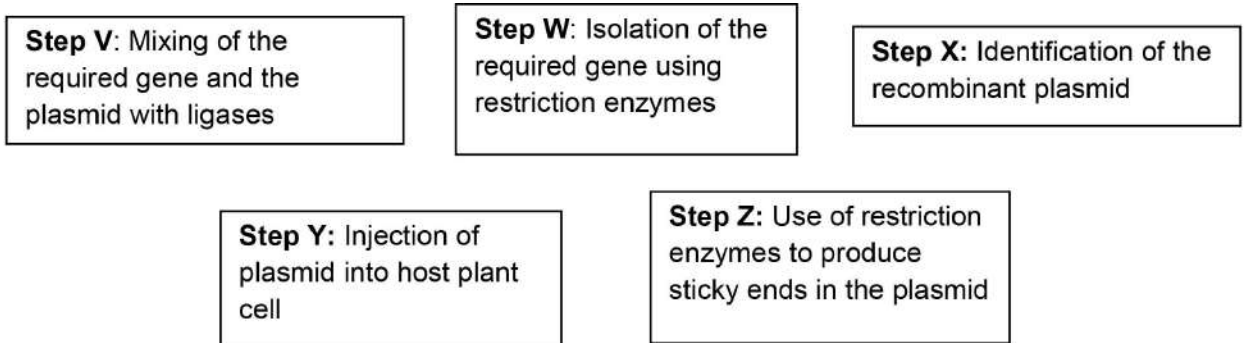 Step V: Mixing of the
required gene and the
plasmid with ligases
Step W: Isolation of the
required gene using
restriction enzymes
Step X: Identification of the
recombinant plasmid
Step Y: Injection of
plasmid into host plant
cell
Step Z: Use of restriction
enzymes to produce
sticky ends in the plasmid